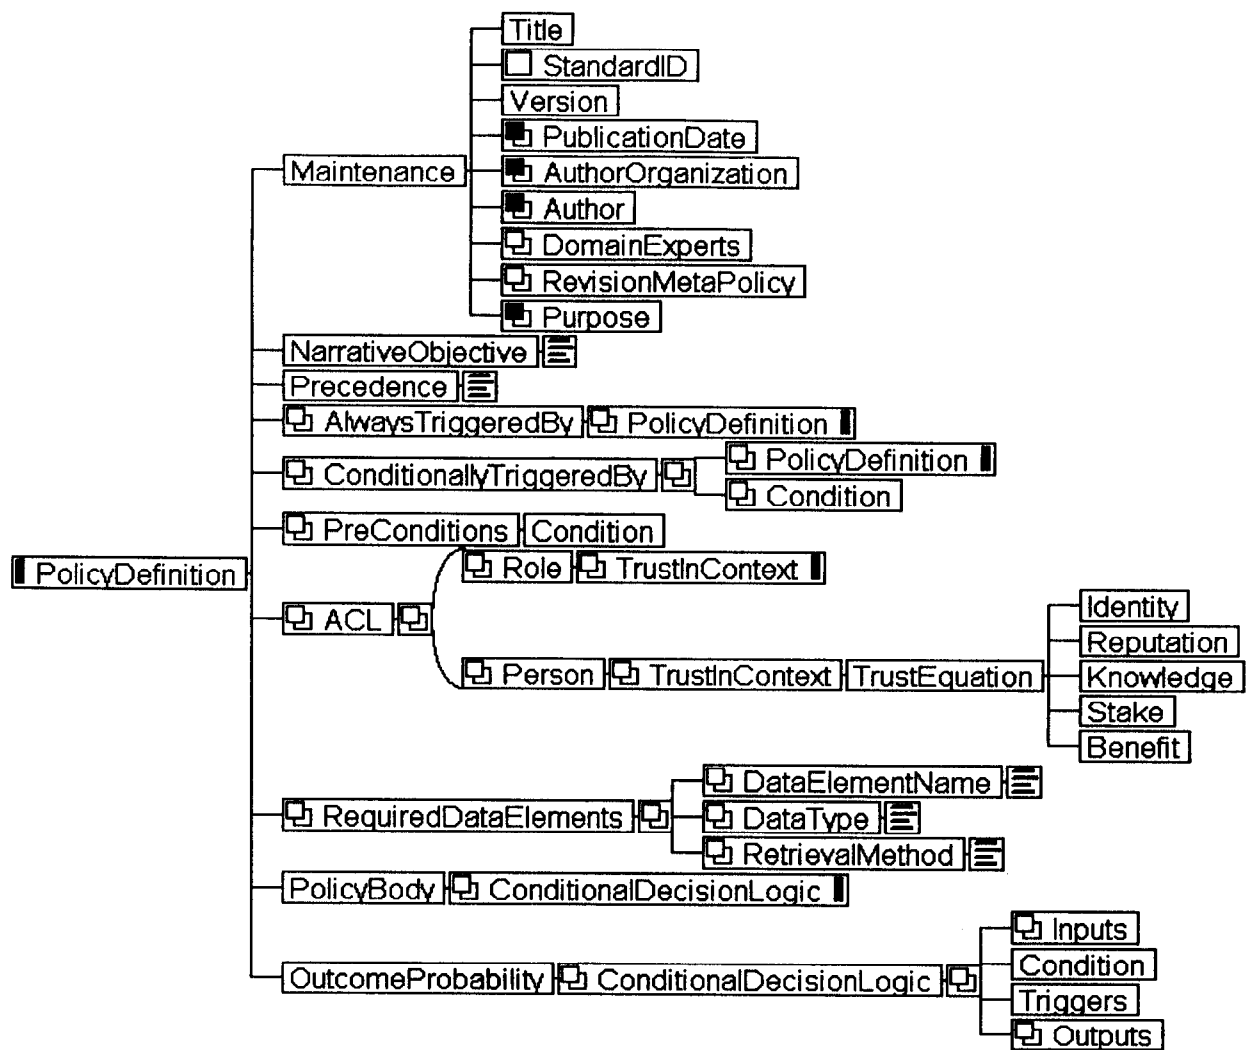 Title
StandardID
Version
PublicationDate
Maintenance
AuthorOrganization
Author
DomainExperts
RevisionMetaPolicy
Purpose
NarrativeObjective
Precedence
AlwaysTriggeredBy PolicyDefinition
ConditionallyTriggeredBy PolicyDefinition
Condition
PreConditions Condition
PolicyDefinition
Role TrustInContext
ACL
Person TrustInContext TrustEquation
Identity
Reputation
Knowledge
Stake
Benefit
RequiredDataElements
DataElementName
DataType
RetrievalMethod
PolicyBody ConditionalDecisionLogic
OutcomeProbability ConditionalDecisionLogic
Inputs
Condition
Triggers
Outputs